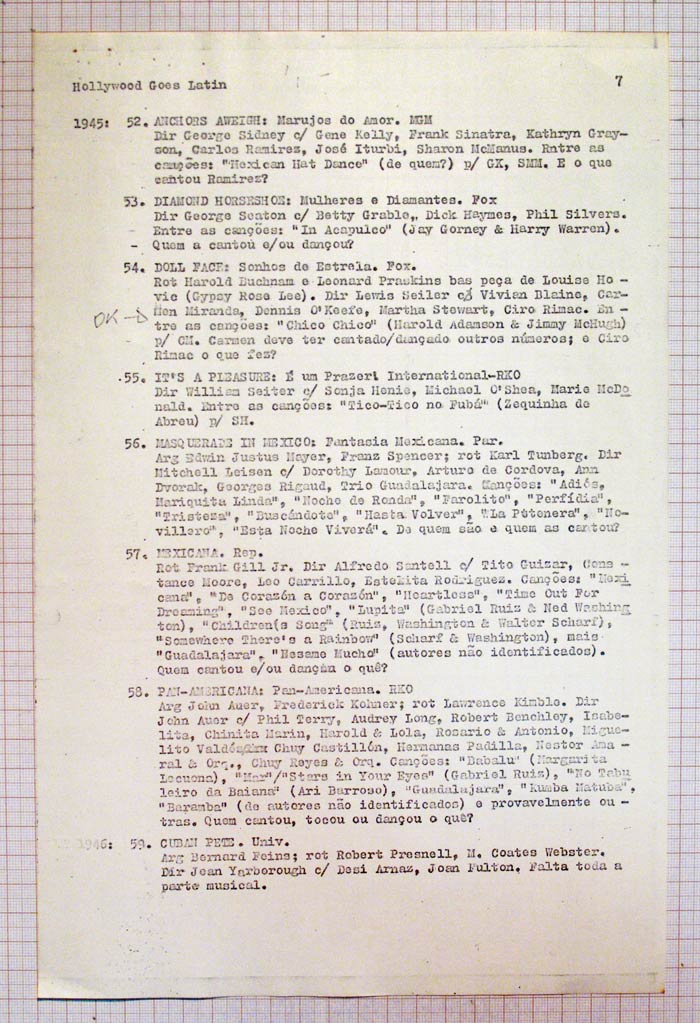 Hollywood Goes Latin 7
1945: 52. ANCHORS AWEIGH: Marujos do Amor. MGM
Dir George Sidney c/ Gene Kelly, Frank Sinatra, Kathryn Gray-
son, Carlos Ramirez, José Iturbi, Sharon McManus. Entre as
canções: "Mexican Hat Dance" (de quem?) p/ GK, SMM. E o que
cantou Ramirez?
53. DIAMOND HORSESHOE: Mulheres e Diamantes. Fox
Dir George Seaton c/ Betty Grable, Dick Haymes, Phil Silvers.
- Entre as canções: "In Acapulco" (Jay Gorney & Harry Warren).
- Quem a cantou e/ou dançou?
54. DOLL FACE: Sonhos de Estrela. Fox.
Rot Harold Buchnam e Leonard Praskins bas peça de Louise Ho -
vic (Gypsy Rose Lee). Dir Lewis Seiler c/ Vivian Blaine, Car-
men Miranda, Dennis O'Keefe, Martha Stewart, Ciro Rimac. En -
OK → tre as canções: "Chico Chico" (Harold Adamson & Jimmy McHugh)
- p/ CM. Carmen deve ter cantado/dançado outros números; e Ciro
Rimac o que fez?
55. IT'S A PLEASURE: É um Prazer! International-RKO
Dir William Seiter c/ Sonja Henie, Michael O'Shea, Marie McDo
nald. Entre as canções: "Tico-Tico no Fubá" (Zequinha de
Abreu) p/ SH.
56. MASQUERADE IN MEXICO: Fantasia Mexicana. Par.
Arg Edwin Justus Mayer, Franz Spencer; rot Karl Tunberg. Dir
Mitchell Leisen c/ Dorothy Lamour, Arturo de Cordova, Ann
Dvorak, Georges Rigaud, Trio Guadalajara. Canções: "Adiós,
Mariquita Linda", "Noche de Ronda", "Farolito", "Perfídia",
"Tristeza", "Buscándote", "Hasta Volver", "La Petenera", "No-
villero", "Esta Noche Viverá". De quem são e quem as cantou?
57. MEXICANA. Rep.
Rot Frank Gill Jr. Dir Alfredo Santell c/ Tito Guizar, Cons -
tance Moore, Leo Carrillo, Estelita Rodriguez. Canções: "Mexi
cana", "De Corazón a Corazón", "Heartless", "Time Out For
Dreaming", "See Mexico", "Lupita" (Gabriel Ruiz & Ned Washing
ton), "Children(s Song" (Ruiz, Washington & Walter Scharf),
"Somewhere There's a Rainbow" (Scharf & Washington), mais
"Guadalajara", "Besame Mucho" (autores não identificados).
Quem cantou e/ou dançam o quê?
58. PAN-AMERICANA: Pan-Americana. RKO
Arg John Auer, Frederick Kohner; rot Lawrence Kimble. Dir
John Auer c/ Phil Terry, Audrey Long, Robert Benchley, Isabe-
lita, Chinita Marin, Harold & Lola, Rosario & Antonio, Migue-
lito Valdés, Chuy Castillón, Hermanas Padilla, Nestor Ama -
ral & Orq., Chuy Reyes & Orq. Canções: "Babalu" (Margarita
Lecuona), "Mar"/"Stars in Your Eyes" (Gabriel Ruiz), "No Tabu
leiro da Baiana" (Ari Barroso), "Guadalajara", "Rumba Matuba",
"Baramba" (de autores não identificados) e provavelmente ou -
tras. Quem cantou, tocou ou dançou o quê?
1946: 59. CUBAN PETE. Univ.
Arg Bernard Feins; rot Robert Presnell, M. Coates Webster.
Dir Jean Yarborough c/ Desi Arnaz, Joan Fulton. Falta toda a
parte musical.